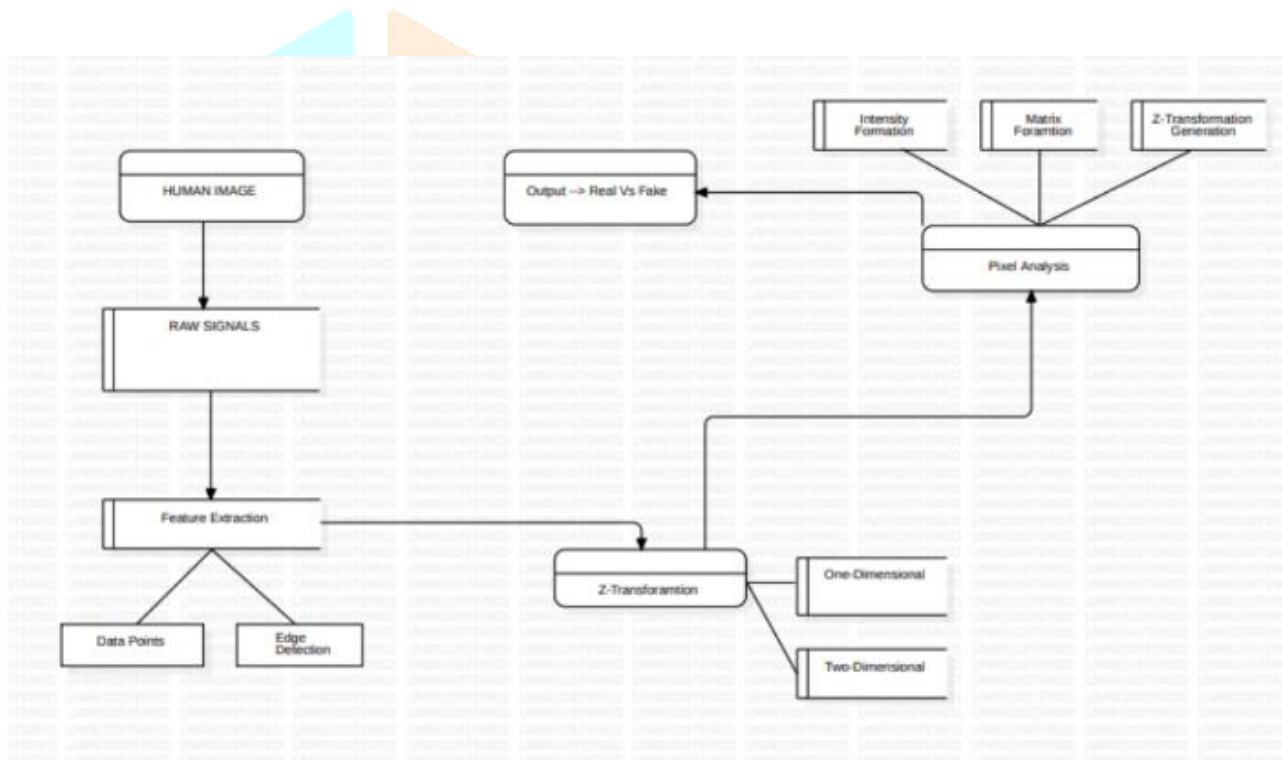 HUMAN IMAGE
Output --> Real Vs Fake
Intensity
Formation
Matrix
Foramtion
Z-Transformation
Generation
Pixel Analysis
RAW SIGNALS
Feature Extraction
Data Points
Edge
Detection
Z-Transforamtion
One-Dimensional
Two-Dimensional